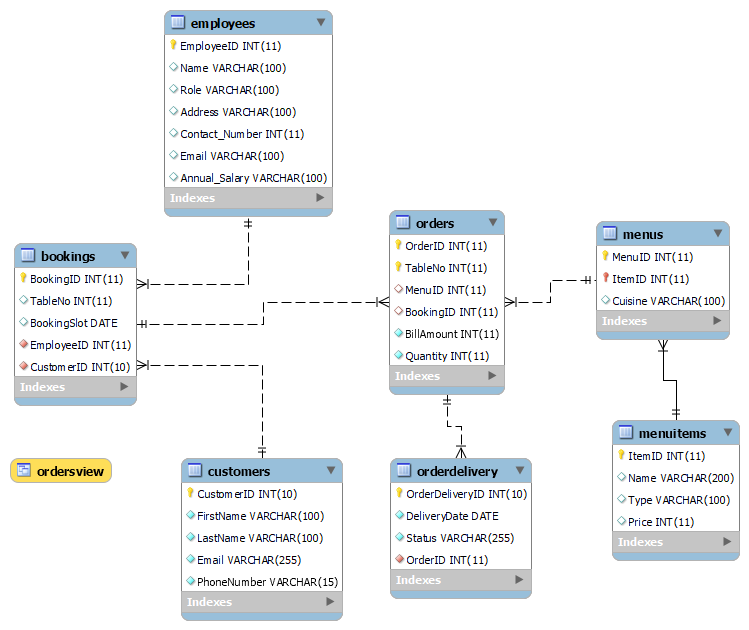 employees
EmployeeID INT(11)
Name VARCHAR(100)
Role VARCHAR(100)
Address VARCHAR(100)
Contact_Number INT(11)
Email VARCHAR(100)
Annual_Salary VARCHAR(100)
Indexes
bookings
BookingID INT(11)
TableNo INT(11)
BookingSlot DATE
EmployeeID INT(11)
CustomerID INT(10)
Indexes
orders
OrderID INT(11)
TableNo INT(11)
MenuID INT(11)
BookingID INT(11)
BillAmount INT(11)
Quantity INT(11)
Indexes
menus
MenuID INT(11)
ItemID INT(11)
Cuisine VARCHAR(100)
Indexes
ordersview
customers
CustomerID INT(10)
FirstName VARCHAR(100)
LastName VARCHAR(100)
Email VARCHAR(255)
PhoneNumber VARCHAR(15)
Indexes
orderdelivery
OrderDeliveryID INT(10)
DeliveryDate DATE
Status VARCHAR(255)
OrderID INT(11)
Indexes
menuitems
ItemID INT(11)
Name VARCHAR(200)
Type VARCHAR(100)
Price INT(11)
Indexes